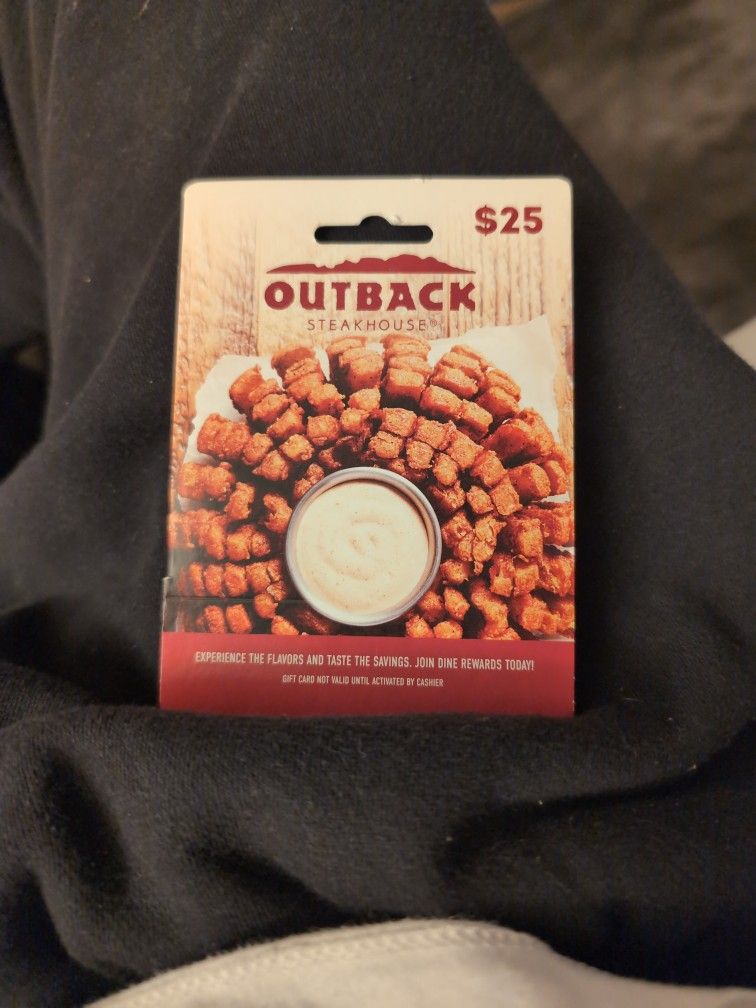 $25
OUTBACK
STEAKHOUSE®
EXPERIENCE THE FLAVORS AND TASTE THE SAVINGS. JOIN DINE REWARDS TODAY!
GIFT CARD NOT VALID UNTIL ACTIVATED BY CASHIER